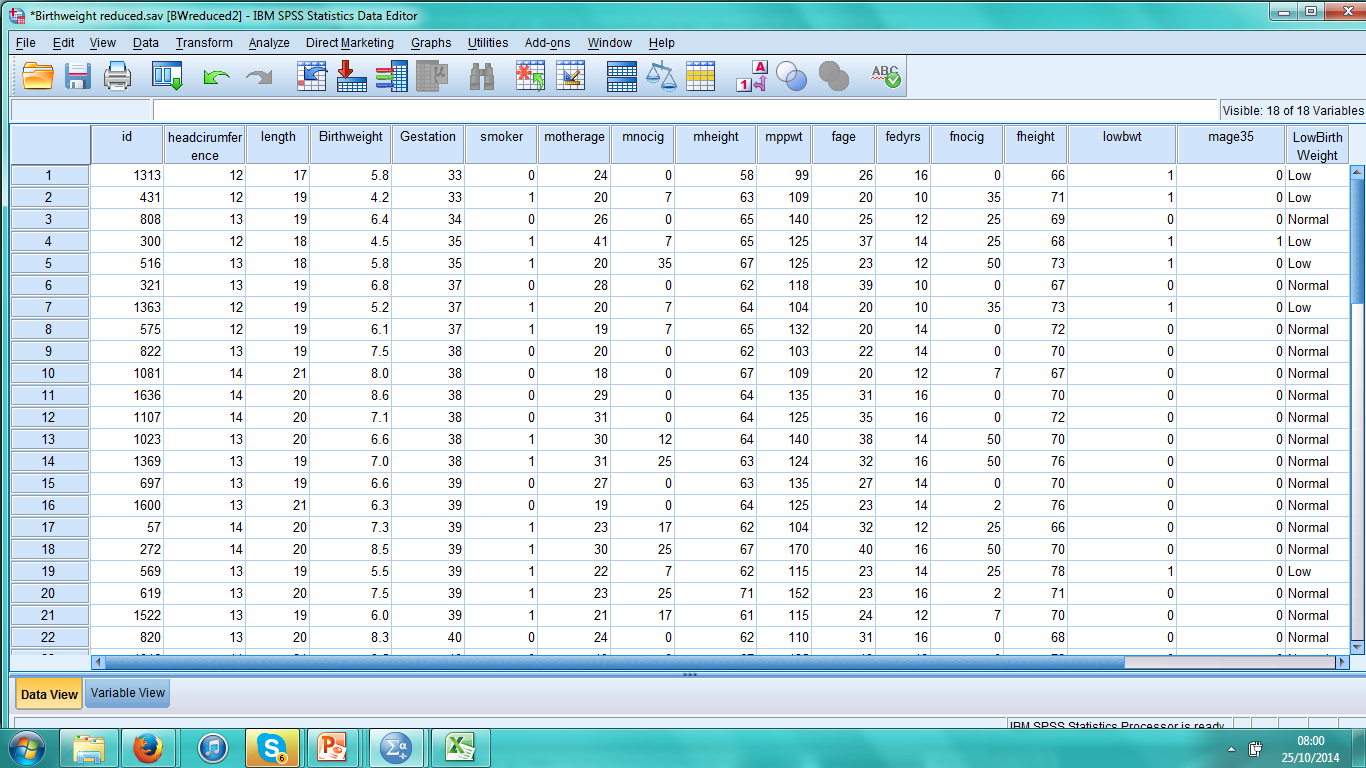 *Birthweight reduced.sav [BWreduced2] - IBM SPSS Statistics Data Editor
File Edit View Data Transform Analyze Direct Marketing Graphs Utilities Add-ons Window Help
A
1
ABC
Visible: 18 of 18 Variables
id headcirumference length Birthweight Gestation smoker motherage mnocig mheight mppwt fage fedyrs fnocig fheight lowbwt mage35 LowBirthWeight
1 1313 12 17 5.8 33 0 24 0 58 99 26 16 0 66 1 0 Low
2 431 12 19 4.2 33 1 20 7 63 109 20 10 35 71 1 0 Low
3 808 13 19 6.4 34 0 26 0 65 140 25 12 25 69 0 0 Normal
4 300 12 18 4.5 35 1 41 7 65 125 37 14 25 68 1 1 Low
5 516 13 18 5.8 35 1 20 35 67 125 23 12 50 73 1 0 Low
6 321 13 19 6.8 37 0 28 0 62 118 39 10 0 67 0 0 Normal
7 1363 12 19 5.2 37 1 20 7 64 104 20 10 35 73 1 0 Low
8 575 12 19 6.1 37 1 19 7 65 132 20 14 0 72 0 0 Normal
9 822 13 19 7.5 38 0 20 0 62 103 22 14 0 70 0 0 Normal
10 1081 14 21 8.0 38 0 18 0 67 109 20 12 7 67 0 0 Normal
11 1636 14 20 8.6 38 0 29 0 64 135 31 16 0 70 0 0 Normal
12 1107 14 20 7.1 38 0 31 0 64 125 35 16 0 72 0 0 Normal
13 1023 13 20 6.6 38 1 30 12 64 140 38 14 50 70 0 0 Normal
14 1369 13 19 7.0 38 1 31 25 63 124 32 16 50 76 0 0 Normal
15 697 13 19 6.6 39 0 27 0 63 135 27 14 0 70 0 0 Normal
16 1600 13 21 6.3 39 0 19 0 64 125 23 14 2 76 0 0 Normal
17 57 14 20 7.3 39 1 23 17 62 104 32 12 25 66 0 0 Normal
18 272 14 20 8.5 39 1 30 25 67 170 40 16 50 70 0 0 Normal
19 569 13 19 5.5 39 1 22 7 62 115 23 14 25 78 1 0 Low
20 619 13 20 7.5 39 1 23 25 71 152 23 16 2 71 0 0 Normal
21 1522 13 19 6.0 39 1 21 17 61 115 24 12 7 70 0 0 Normal
22 820 13 20 8.3 40 0 24 0 62 110 31 16 0 68 0 0 Normal
Data View Variable View
IBM SPSS Statistics Processor is ready
6
08:00
25/10/2014